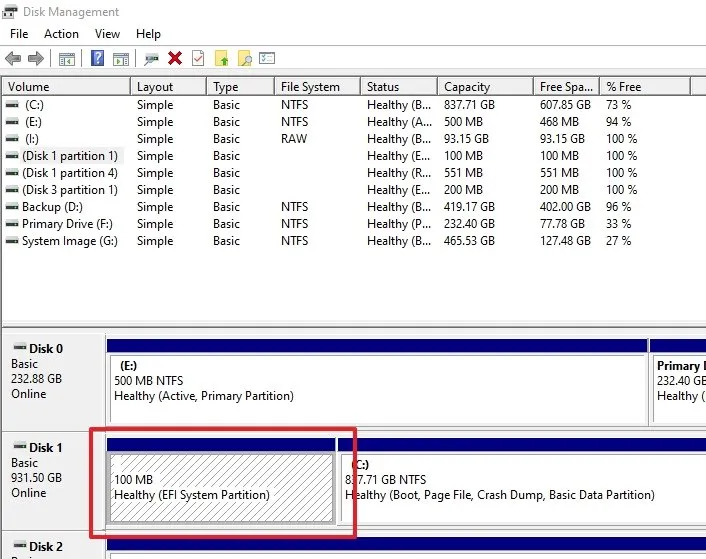 Disk Management
File Action View Help
Volume Layout Type File System Status Capacity Free Spa... % Free
(C:) Simple Basic NTFS Healthy (B... 837.71 GB 607.85 GB 73 %
(E:) Simple Basic NTFS Healthy (A... 500 MB 468 MB 94 %
(I:) Simple Basic RAW Healthy (B... 93.15 GB 93.15 GB 100 %
(Disk 1 partition 1) Simple Basic Healthy (E... 100 MB 100 MB 100 %
(Disk 1 partition 4) Simple Basic Healthy (R... 551 MB 551 MB 100 %
(Disk 3 partition 1) Simple Basic Healthy (E... 200 MB 200 MB 100 %
Backup (D:) Simple Basic NTFS Healthy (B... 419.17 GB 402.00 GB 96 %
Primary Drive (F:) Simple Basic NTFS Healthy (P... 232.40 GB 77.78 GB 33 %
System Image (G:) Simple Basic NTFS Healthy (B... 465.53 GB 127.48 GB 27 %
Disk 0
Basic
232.88 GB
Online
(E:)
500 MB NTFS
Healthy (Active, Primary Partition)
Primary
232.40 GB
Healthy (
Disk 1
Basic
931.50 GB
Online
100 MB
Healthy (EFI System Partition)
(C:)
837.71 GB NTFS
Healthy (Boot, Page File, Crash Dump, Basic Data Partition)
Disk 2
Basic